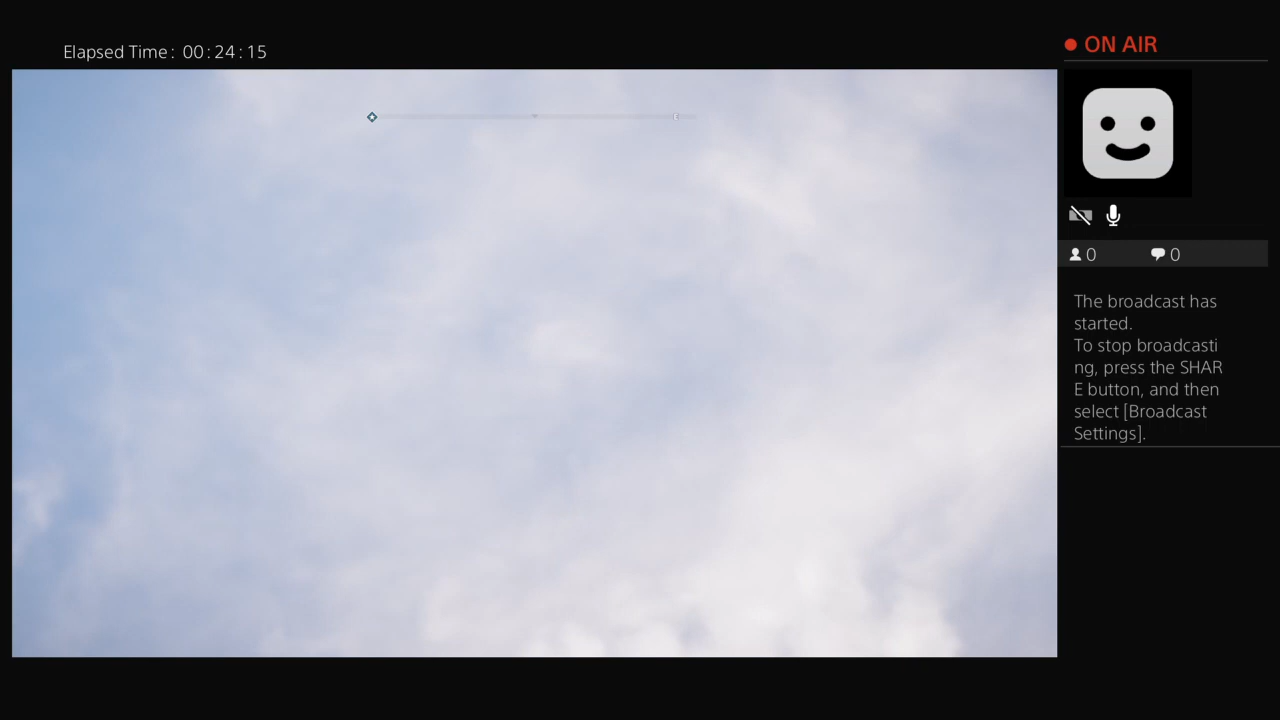 Elapsed Time: 00:24:15
ON AIR
E
0 0
The broadcast has
started.
To stop broadcasti
ng, press the SHAR
E button, and then
select [Broadcast
Settings].